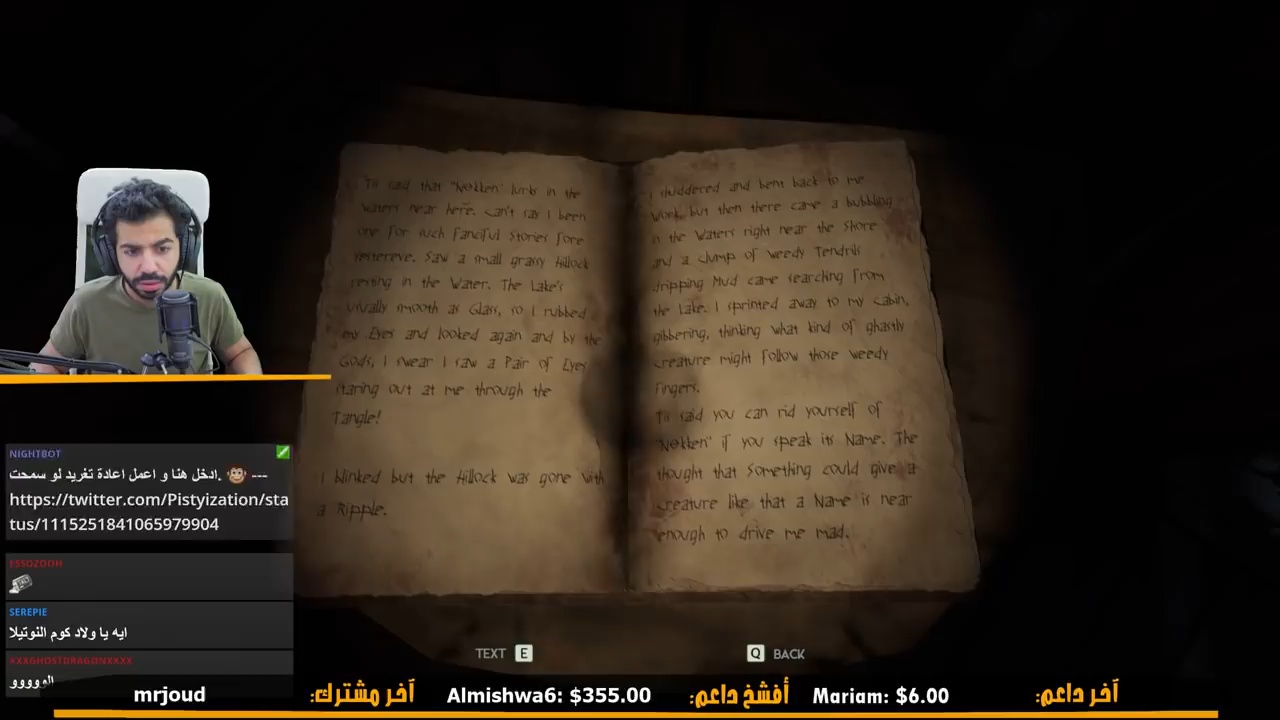 'Tis said that "Nøkken" lurks in the
Waters near here. Can't say I been
one for such fanciful Stories fore
Yestereve. Saw a small grassy Hillock
resting in the Water. The Lake's
usually smooth as Glass, so I rubbed
my Eyes and looked again and by the
Gods, I swear I saw a Pair of Eyes
staring out at me through the
Tangle!
I blinked but the Hillock was gone with
a Ripple.
I shuddered and bent back to me
Work, but then there came a bubbling
in the Waters right near the Shore
and a clump of weedy Tendrils
dripping Mud came searching from
the Lake. I sprinted away to my Cabin,
gibbering, thinking what kind of ghastly
creature might follow those weedy
Fingers.
'Tis said you can rid yourself of
"Nøkken" if you speak its Name. The
thought that Something could give a
creature like that a Name is near
enough to drive me mad.
TEXT E
Q BACK
NIGHTBOT
--- 🐵 .ادخل هنا و اعمل اعادة تغريد لو سمحت
https://twitter.com/Pistyization/sta
tus/1115251841065979904
ESSOZOOH
SEREPIE
ايه يا ولاد كوم النوتيلا
XXXGHOSTDRAGONXXXX
mrjoud آخر مشترك: Almishwa6: $355.00 أفشخ داعم: Mariam: $6.00 آخر داعم: